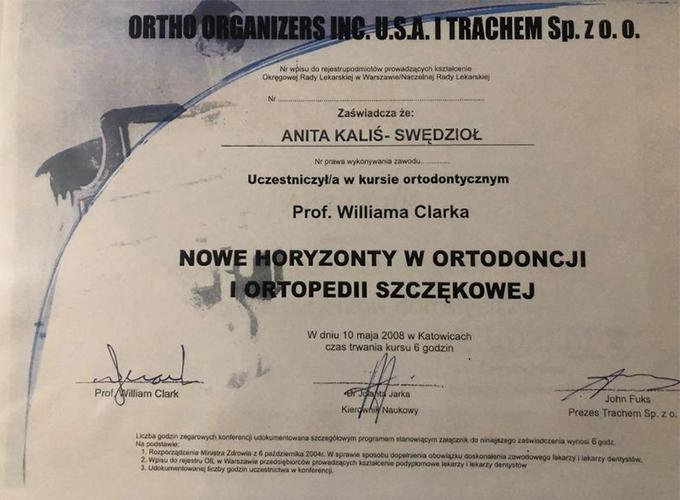 ORTHO ORGANIZERS INC. U.S.A. I TRACHEM Sp. z o. o.
Nr wpisu do rejestrupodmiotów prowadzących kształcenie
Okręgowej Rady Lekarskiej w Warszawie/Naczelnej Rady Lekarskiej
Nr
Zaświadcza że:
ANITA KALIŚ- SWĘDZIOŁ
Nr prawa wykonywania zawodu............
Uczestniczył/a w kursie ortodontycznym
Prof. Williama Clarka
NOWE HORYZONTY W ORTODONCJI
I ORTOPEDII SZCZĘKOWEJ
W dniu 10 maja 2008 w Katowicach
czas trwania kursu 6 godzin
Prof. William Clark
Dr Jolanta Jarka
Kierownik Naukowy
John Fuks
Prezes Trachem Sp. z o.
Liczba godzin zegarowych konferencji udokumentowana szczegółowym programem stanowiącym załącznik do niniejszego zaświadczenia wynosi 6 godz.
Na podstawie:
1. Rozporządzenia Ministra Zdrowia z 6 października 2004r. W sprawie sposobu dopełnienia obowiązku doskonalenia zawodowego lekarzy i lekarzy dentystów.
2. Wpisu do rejestru OIL w Warszawie przedsiębiorców prowadzących kształcenie podyplomowe lekarzy i lekarzy dentystów
3. Udokumentowanej liczby godzin uczestnictwa w konferencji.